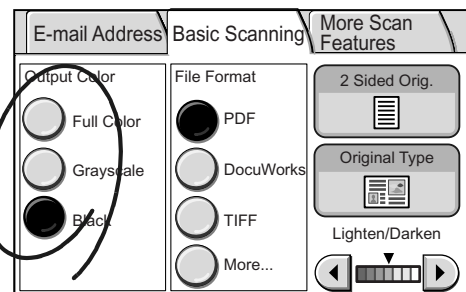 E-mail Address
Basic Scanning
More Scan
Features
Output Color
Full Color
Grayscale
Black
File Format
PDF
DocuWorks
TIFF
More...
2 Sided Orig.
Original Type
Lighten/Darken